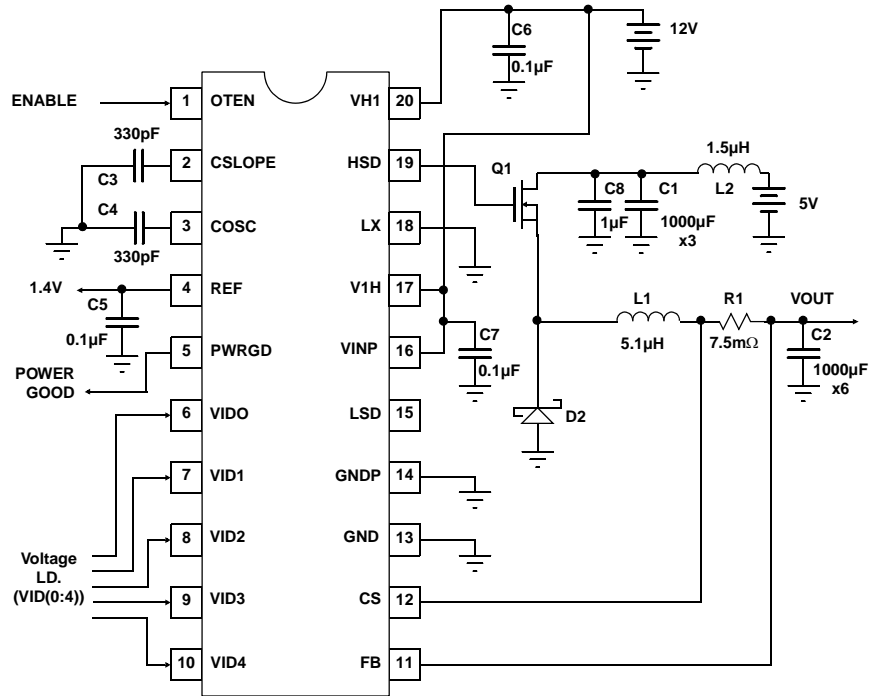 C6
0.1µF
12V
ENABLE
1
OTEN
VH1
20
330pF
C3
2
CSLOPE
HSD
19
Q1
1.5µH
L2
5V
C8
1µF
C1
1000µF
x3
C4
330pF
3
COSC
LX
18
1.4V
C5
0.1µF
4
REF
V1H
17
L1
5.1µH
R1
7.5mΩ
VOUT
POWER
GOOD
5
PWRGD
VINP
16
C7
0.1µF
C2
1000µF
x6
6
VIDO
LSD
15
D2
7
VID1
GNDP
14
Voltage
I.D.
(VID(0:4))
8
VID2
GND
13
9
VID3
CS
12
10
VID4
FB
11